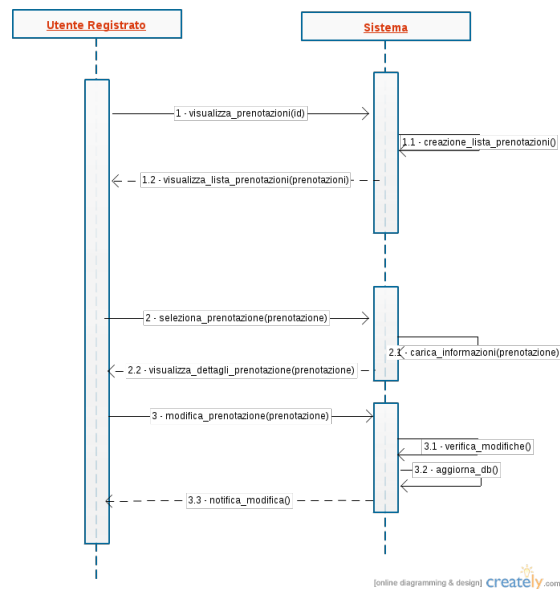 Utente Registrato
Sistema
1 - visualizza_prenotazioni(id)
1.1 - creazione_lista_prenotazioni()
1.2 - visualizza_lista_prenotazioni(prenotazioni)
2 - seleziona_prenotazione(prenotazione)
2.1 - carica_informazioni(prenotazione)
2.2 - visualizza_dettagli_prenotazione(prenotazione)
3 - modifica_prenotazione(prenotazione)
3.1 - verifica_modifiche()
3.2 - aggiorna_db()
3.3 - notifica_modifica()
[online diagramming & design] creately.com